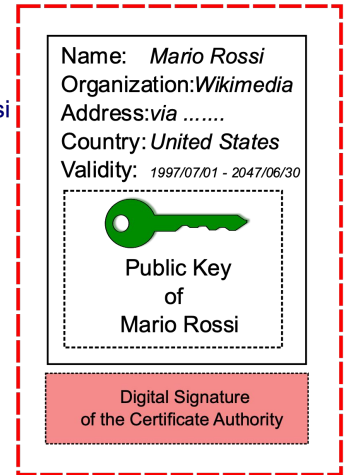 Name: Mario Rossi
Organization:Wikimedia
si
Address:via .......
Country: United States
Validity: 1997/07/01 - 2047/06/30
Public Key
of
Mario Rossi
Digital Signature
of the Certificate Authority